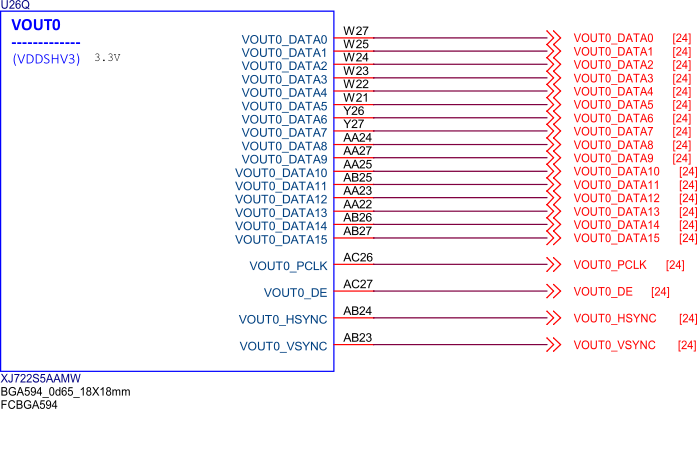 U26Q
VOUT0
-------------
(VDDSHV3) 3.3V
VOUT0_DATA0 W27 VOUT0_DATA0 [24]
VOUT0_DATA1 W25 VOUT0_DATA1 [24]
VOUT0_DATA2 W24 VOUT0_DATA2 [24]
VOUT0_DATA3 W23 VOUT0_DATA3 [24]
VOUT0_DATA4 W22 VOUT0_DATA4 [24]
VOUT0_DATA5 W21 VOUT0_DATA5 [24]
VOUT0_DATA6 Y26 VOUT0_DATA6 [24]
VOUT0_DATA7 Y27 VOUT0_DATA7 [24]
VOUT0_DATA8 AA24 VOUT0_DATA8 [24]
VOUT0_DATA9 AA27 VOUT0_DATA9 [24]
VOUT0_DATA10 AA25 VOUT0_DATA10 [24]
VOUT0_DATA11 AB25 VOUT0_DATA11 [24]
VOUT0_DATA12 AA23 VOUT0_DATA12 [24]
VOUT0_DATA13 AA22 VOUT0_DATA13 [24]
VOUT0_DATA14 AB26 VOUT0_DATA14 [24]
VOUT0_DATA15 AB27 VOUT0_DATA15 [24]
VOUT0_PCLK AC26 VOUT0_PCLK [24]
VOUT0_DE AC27 VOUT0_DE [24]
VOUT0_HSYNC AB24 VOUT0_HSYNC [24]
VOUT0_VSYNC AB23 VOUT0_VSYNC [24]
XJ722S5AAMW
BGA594_0d65_18X18mm
FCBGA594